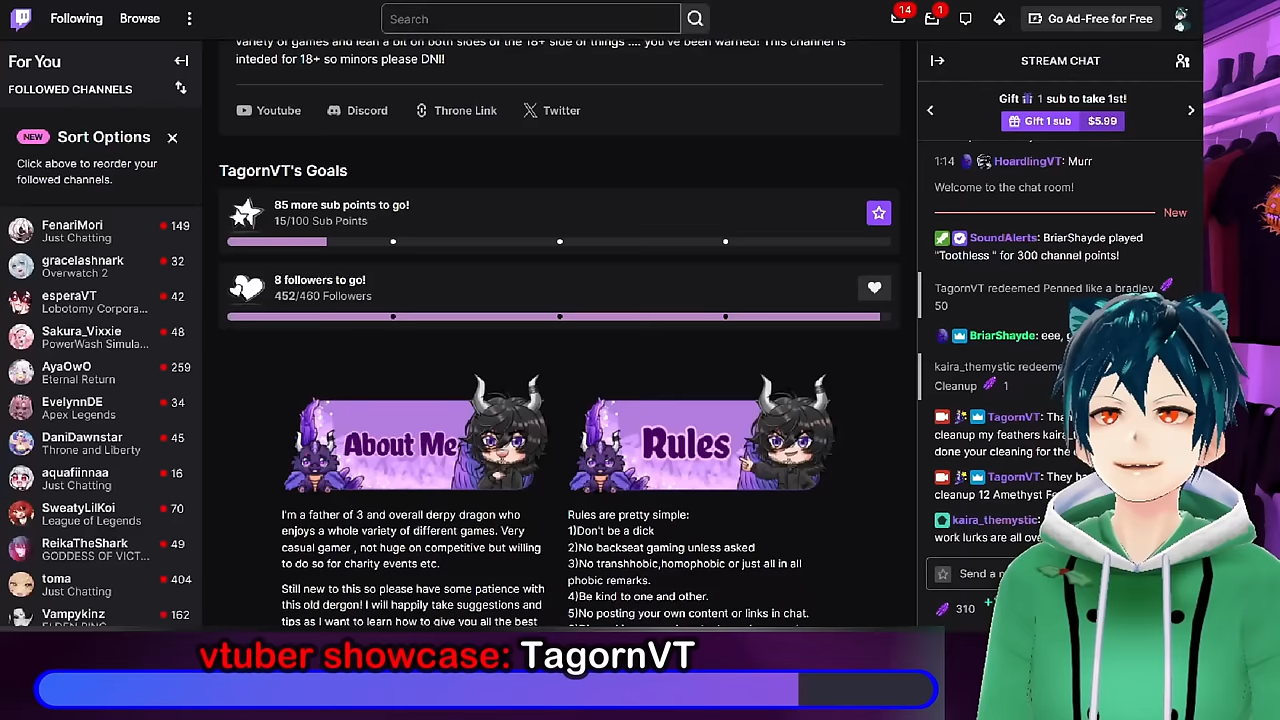 Following
Browse
Search
14
1
Go Ad-Free for Free
For You
FOLLOWED CHANNELS
NEW Sort Options
Click above to reorder your
followed channels.
FenariMori 149
Just Chatting
gracelashnark 32
Overwatch 2
esperaVT 42
Lobotomy Corpora...
Sakura_Vixxie 48
PowerWash Simula...
AyaOwO 259
Eternal Return
EvelynnDE 34
Apex Legends
DaniDawnstar 45
Throne and Liberty
aquafiinnaa 16
Just Chatting
SweatyLilKoi 70
League of Legends
ReikaTheShark 49
GODDESS OF VICT...
toma 404
Just Chatting
Vampykinz 162
ELDEN RING
variety of games and lean a bit on both sides of the 18+ side of things .... you've been warned! This channel is
inteded for 18+ so minors please DNI!
Youtube
Discord
Throne Link
Twitter
TagornVT's Goals
85 more sub points to go!
15/100 Sub Points
8 followers to go!
452/460 Followers
About Me
I'm a father of 3 and overall derpy dragon who
enjoys a whole variety of different games. Very
casual gamer , not huge on competitive but willing
to do so for charity events etc.
Still new to this so please have some patience with
this old dergon! I will happily take suggestions and
tips as I want to learn how to give you all the best
Rules
Rules are pretty simple:
1)Don't be a dick
2)No backseat gaming unless asked
3)No transhhobic,homophobic or just all in all
phobic remarks.
4)Be kind to one and other.
5)No posting your own content or links in chat.
STREAM CHAT
Gift 1 sub to take 1st!
Gift 1 sub $5.99
1:14 HoardlingVT: Murr
Welcome to the chat room!
New
SoundAlerts: BriarShayde played
"Toothless " for 300 channel points!
TagornVT redeemed Penned like a bradley
50
BriarShayde: eee,
kaira_themystic redeeme
Cleanup 1
TagornVT: Tha
cleanup my feathers kaira_
done your cleaning for the
TagornVT: They ha
cleanup 12 Amethyst Fe
kaira_themystic:
work lurks are all ove
Send a m
310
vtuber showcase: TagornVT